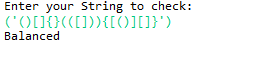 Enter your String to check:
('()[]{}(([])){[()][]}')
Balanced